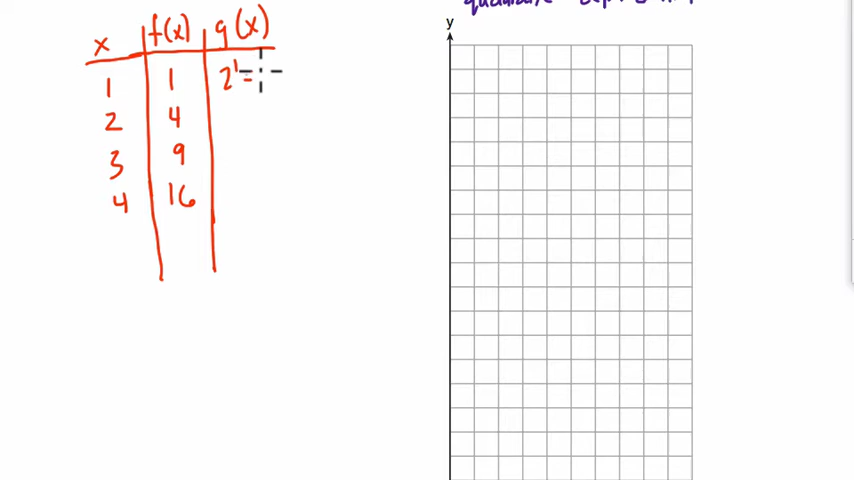 x f(x) g(x)
1 1 2¹=
2 4
3 9
4 16
y